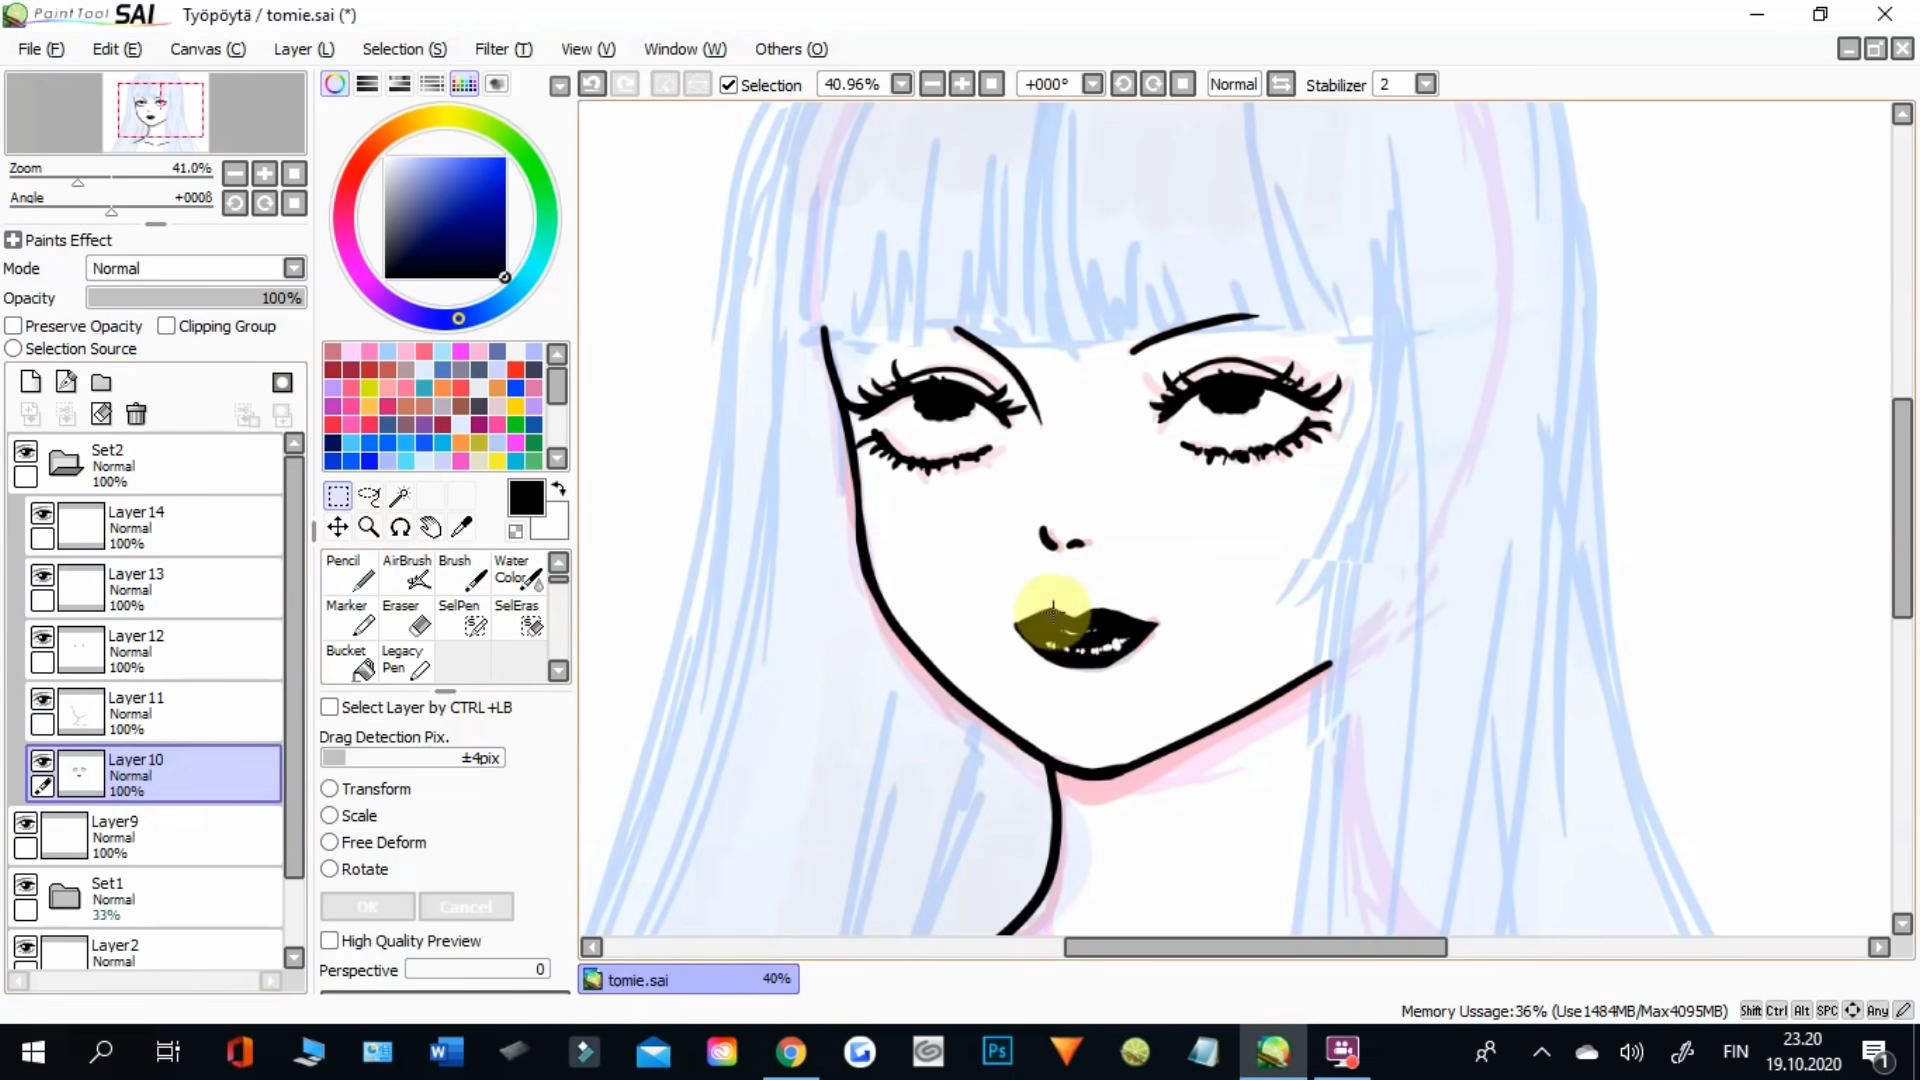 PaintTool SAI Työpöytä / tomie.sai (*)
File (F) Edit (E) Canvas (C) Layer (L) Selection (S) Filter (T) View (V) Window (W) Others (O)
Selection 40.96% +000° Normal Stabilizer 2
Zoom 41.0%
Angle +000ß
Paints Effect
Mode Normal
Opacity 100%
Preserve Opacity Clipping Group
Selection Source
Set2
Normal
100%
Layer14
Normal
100%
Layer13
Normal
100%
Layer12
Normal
100%
Layer11
Normal
100%
Layer10
Normal
100%
Layer9
Normal
100%
Set1
Normal
33%
Layer2
Normal
Pencil AirBrush Brush Water Color
Marker Eraser SelPen SelEras
Bucket Legacy Pen
Select Layer by CTRL+LB
Drag Detection Pix.
±4pix
Transform
Scale
Free Deform
Rotate
OK Cancel
High Quality Preview
Perspective 0
tomie.sai 40%
Memory Ussage:36% (Use1484MB/Max4095MB) Shift Ctrl Alt SPC Any
W Ps FIN 23.20
19.10.2020
1